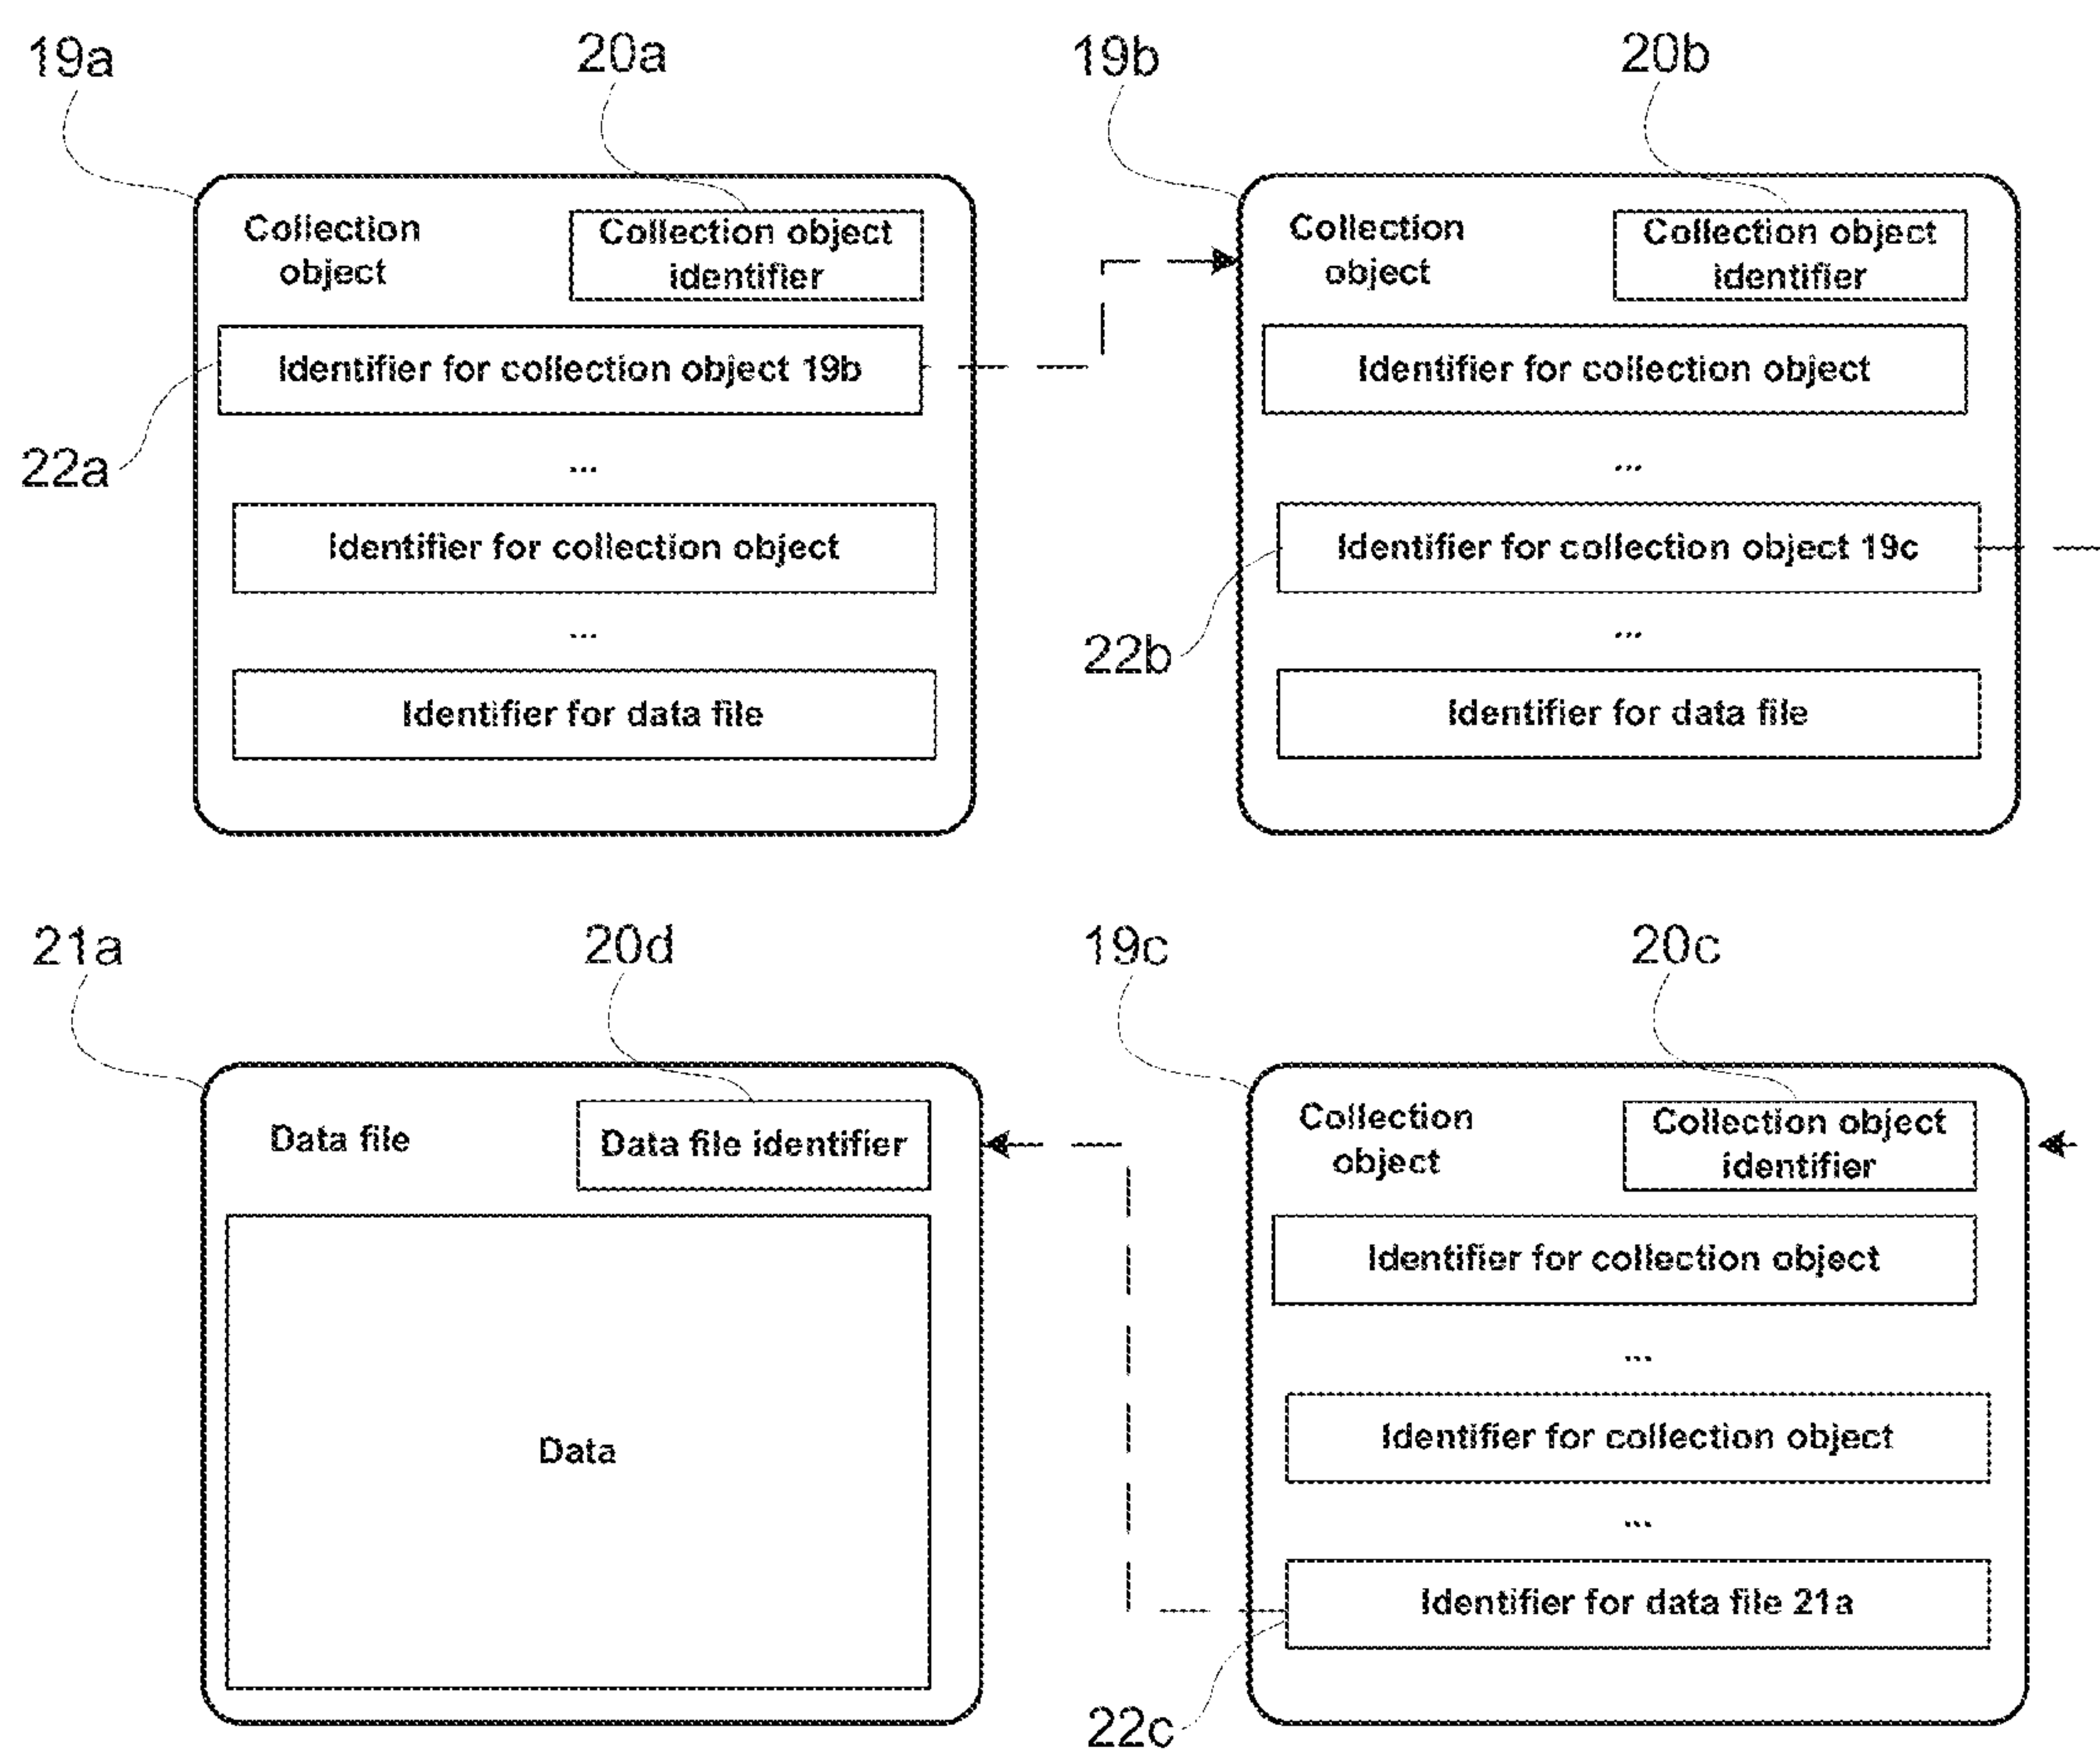 19a
20a
19b
20b
Collection
object
Collection object
identifier
Identifier for collection object 19b
22a
...
Identifier for collection object
...
Identifier for data file
Collection
object
Collection object
identifier
Identifier for collection object
...
Identifier for collection object 19c
22b
...
Identifier for data file
21a
20d
19c
20c
Data file
Data file identifier
Data
Collection
object
Collection object
identifier
Identifier for collection object
...
Identifier for collection object
...
Identifier for data file 21a
22c